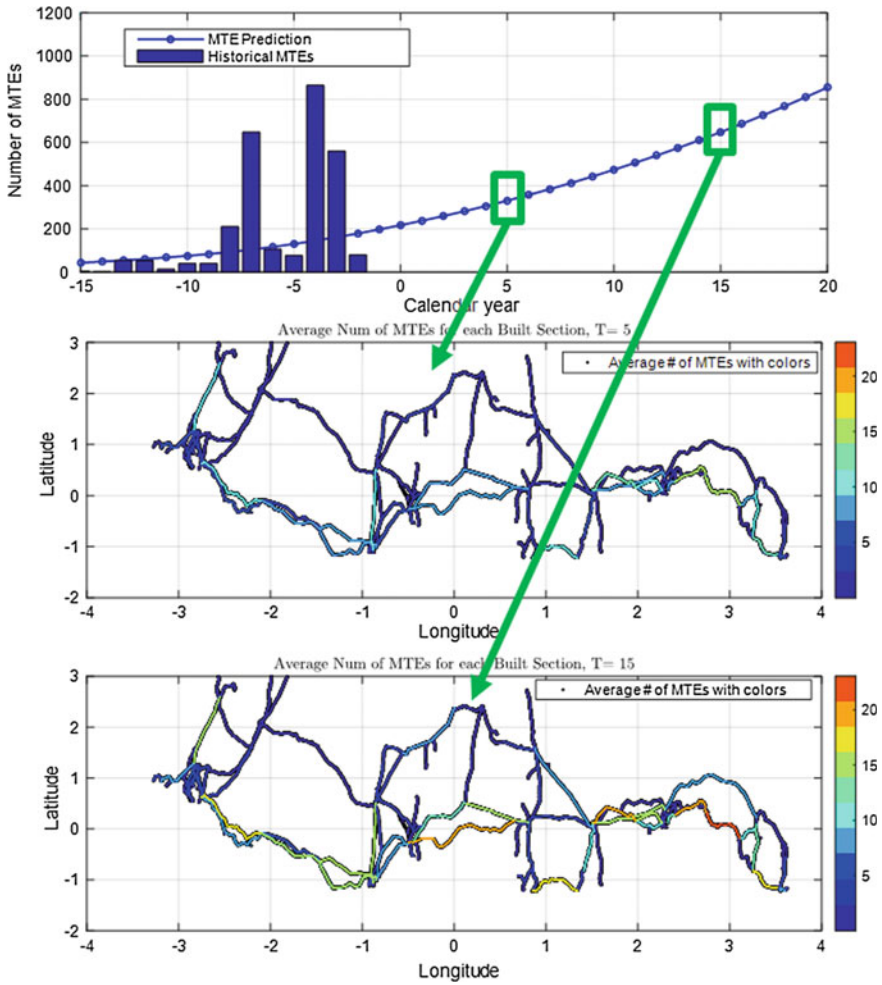 1200
1000
800
600
400
200
0
Number of MTEs
MTE Prediction
Historical MTEs
-15 -10 -5 0 5 10 15 20
Calendar year
Average Num of MTEs for each Built Section, T= 5
3
2
1
0
-1
-2
Latitude
Average # of MTEs with colors
-4 -3 -2 -1 0 1 2 3 4
Longitude
20
15
10
5
Average Num of MTEs for each Built Section, T= 15
3
2
1
0
-1
-2
Latitude
Average # of MTEs with colors
-4 -3 -2 -1 0 1 2 3 4
Longitude
20
15
10
5